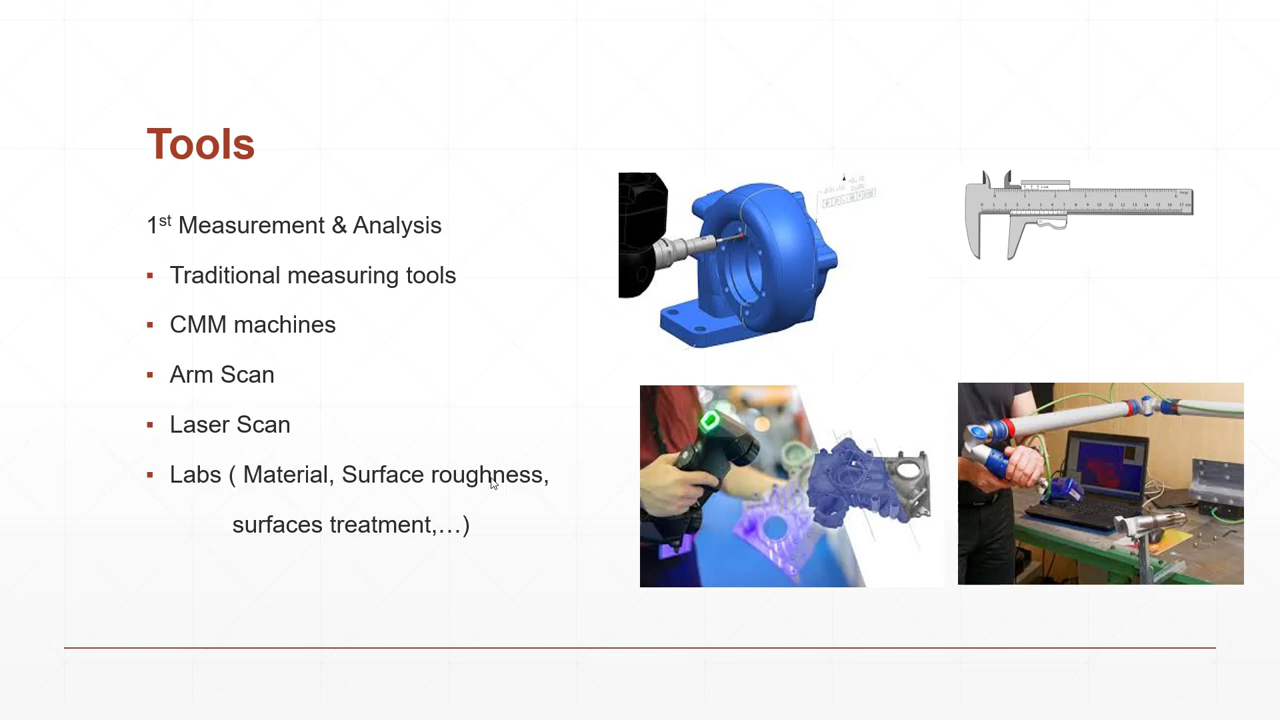 Tools
1st Measurement & Analysis
▪ Traditional measuring tools
▪ CMM machines
▪ Arm Scan
▪ Laser Scan
▪ Labs ( Material, Surface roughness,
surfaces treatment,…)